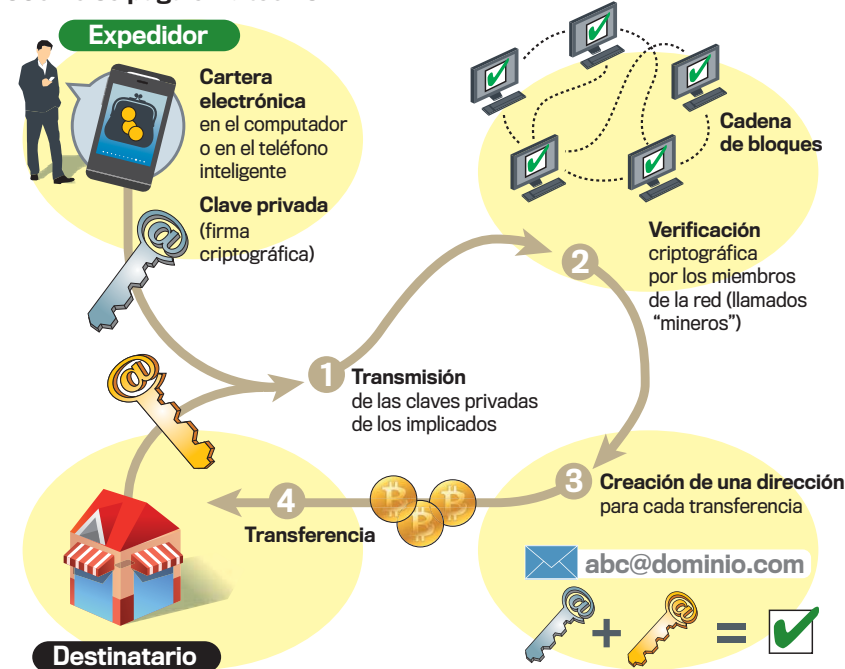 Expedidor
Cartera
electrónica
en el computador
o en el teléfono
inteligente
Clave privada
(firma
criptográfica)
Cadena
de bloques
2
Verificación
criptográfica
por los miembros
de la red (llamados
“mineros”)
1
Transmisión
de las claves privadas
de los implicados
3
Creación de una dirección
para cada transferencia
4
Transferencia
abc@dominio.com
+ =
Destinatario